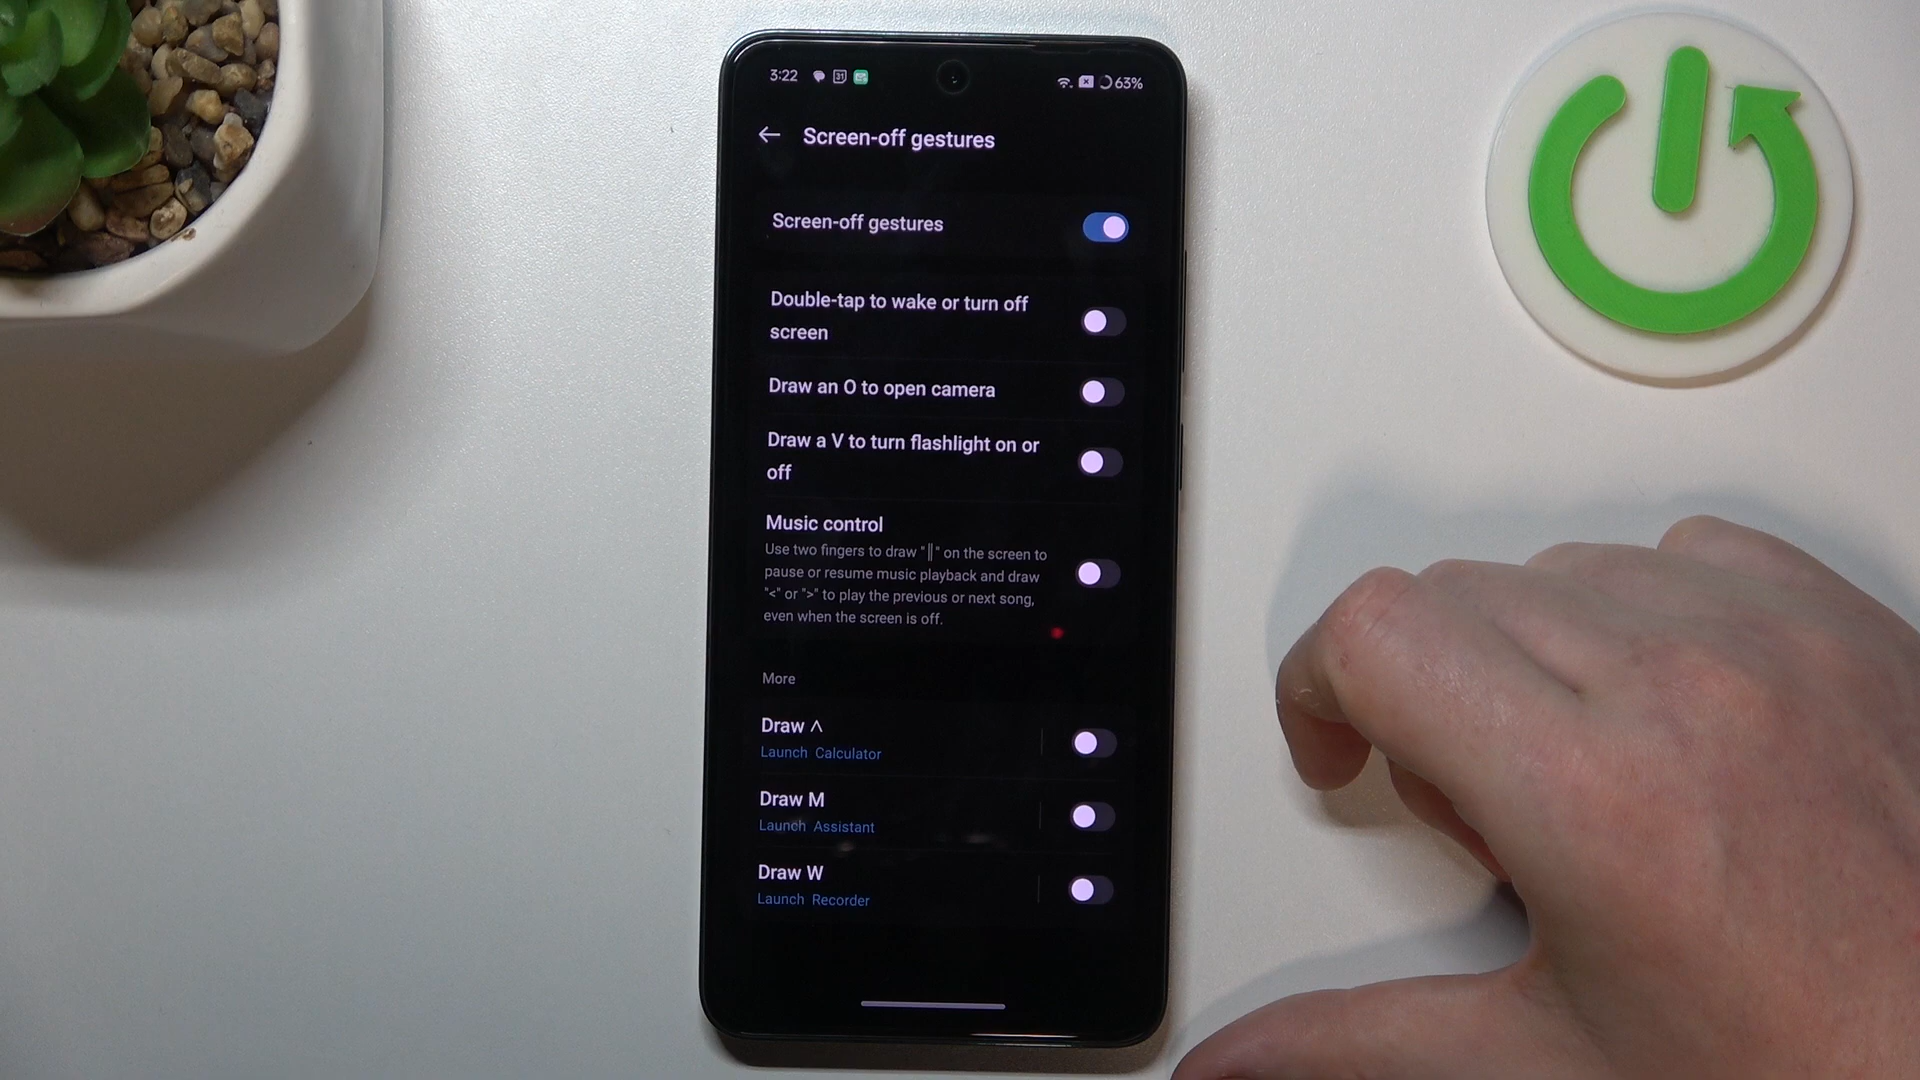 3:22
31
63%
Screen-off gestures
Screen-off gestures
Double-tap to wake or turn off
screen
Draw an O to open camera
Draw a V to turn flashlight on or
off
Music control
Use two fingers to draw "||" on the screen to
pause or resume music playback and draw
"<" or ">" to play the previous or next song,
even when the screen is off.
More
Draw ^
Launch Calculator
Draw M
Launch Assistant
Draw W
Launch Recorder